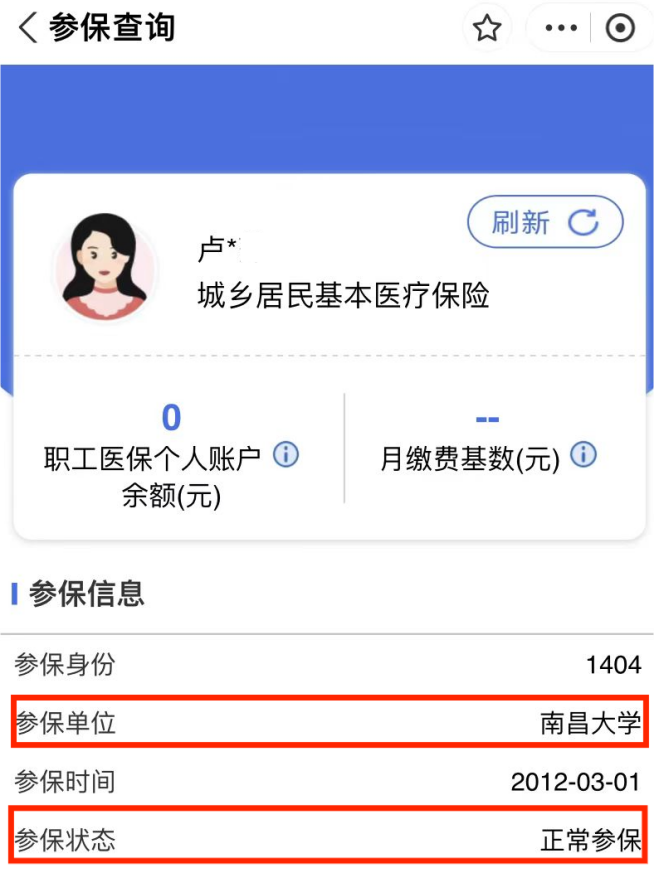 参保查询
刷新
卢*
城乡居民基本医疗保险
0
职工医保个人账户
余额(元)
--
月缴费基数(元)
参保信息
参保身份 1404
参保单位 南昌大学
参保时间 2012-03-01
参保状态 正常参保